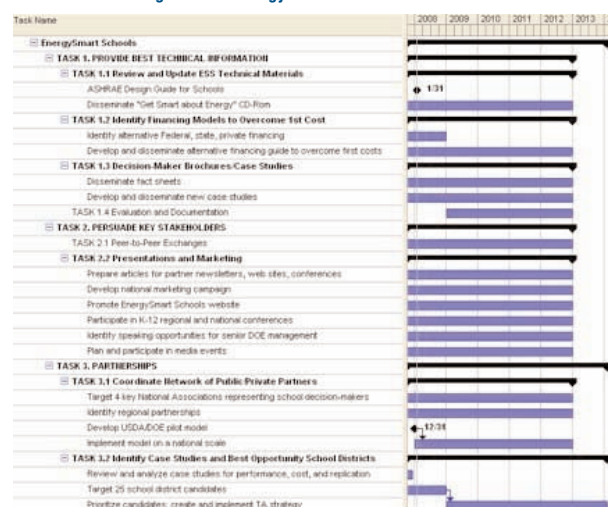 Task Name 2008 2009 2010 2011 2012 2013
EnergySmart Schools
TASK 1. PROVIDE BEST TECHNICAL INFORMATION
TASK 1.1 Review and Update ESS Technical Materials
ASHRAE Design Guide for Schools 1/31
Disseminate "Get Smart about Energy" CD-Rom
TASK 1.2 Identify Financing Models to Overcome 1st Cost
Identify alternative Federal, state, private financing
Develop and disseminate alternative financing guide to overcome first costs
TASK 1.3 Decision-Maker Brochures/Case Studies
Disseminate fact sheets
Develop and disseminate new case studies
TASK 1.4 Evaluation and Documentation
TASK 2. PERSUADE KEY STAKEHOLDERS
TASK 2.1 Peer-to-Peer Exchanges
TASK 2.2 Presentations and Marketing
Prepare articles for partner newsletters, web sites, conferences
Develop national marketing campaign
Promote EnergySmart Schools website
Participate in K-12 regional and national conferences
Identify speaking opportunities for senior DOE management
Plan and participate in media events
TASK 3. PARTNERSHIPS
TASK 3.1 Coordinate Network of Public Private Partners
Target 4 key National Associations representing school decision-makers
Identify regional partnerships
Develop USDA/DOE pilot model 12/31
Implement model on a national scale
TASK 3.2 Identify Case Studies and Best Opportunity School Districts
Review and analyze case studies for performance, cost, and replication
Target 25 school district candidates
Prioritize candidates, create and implement TA strategy